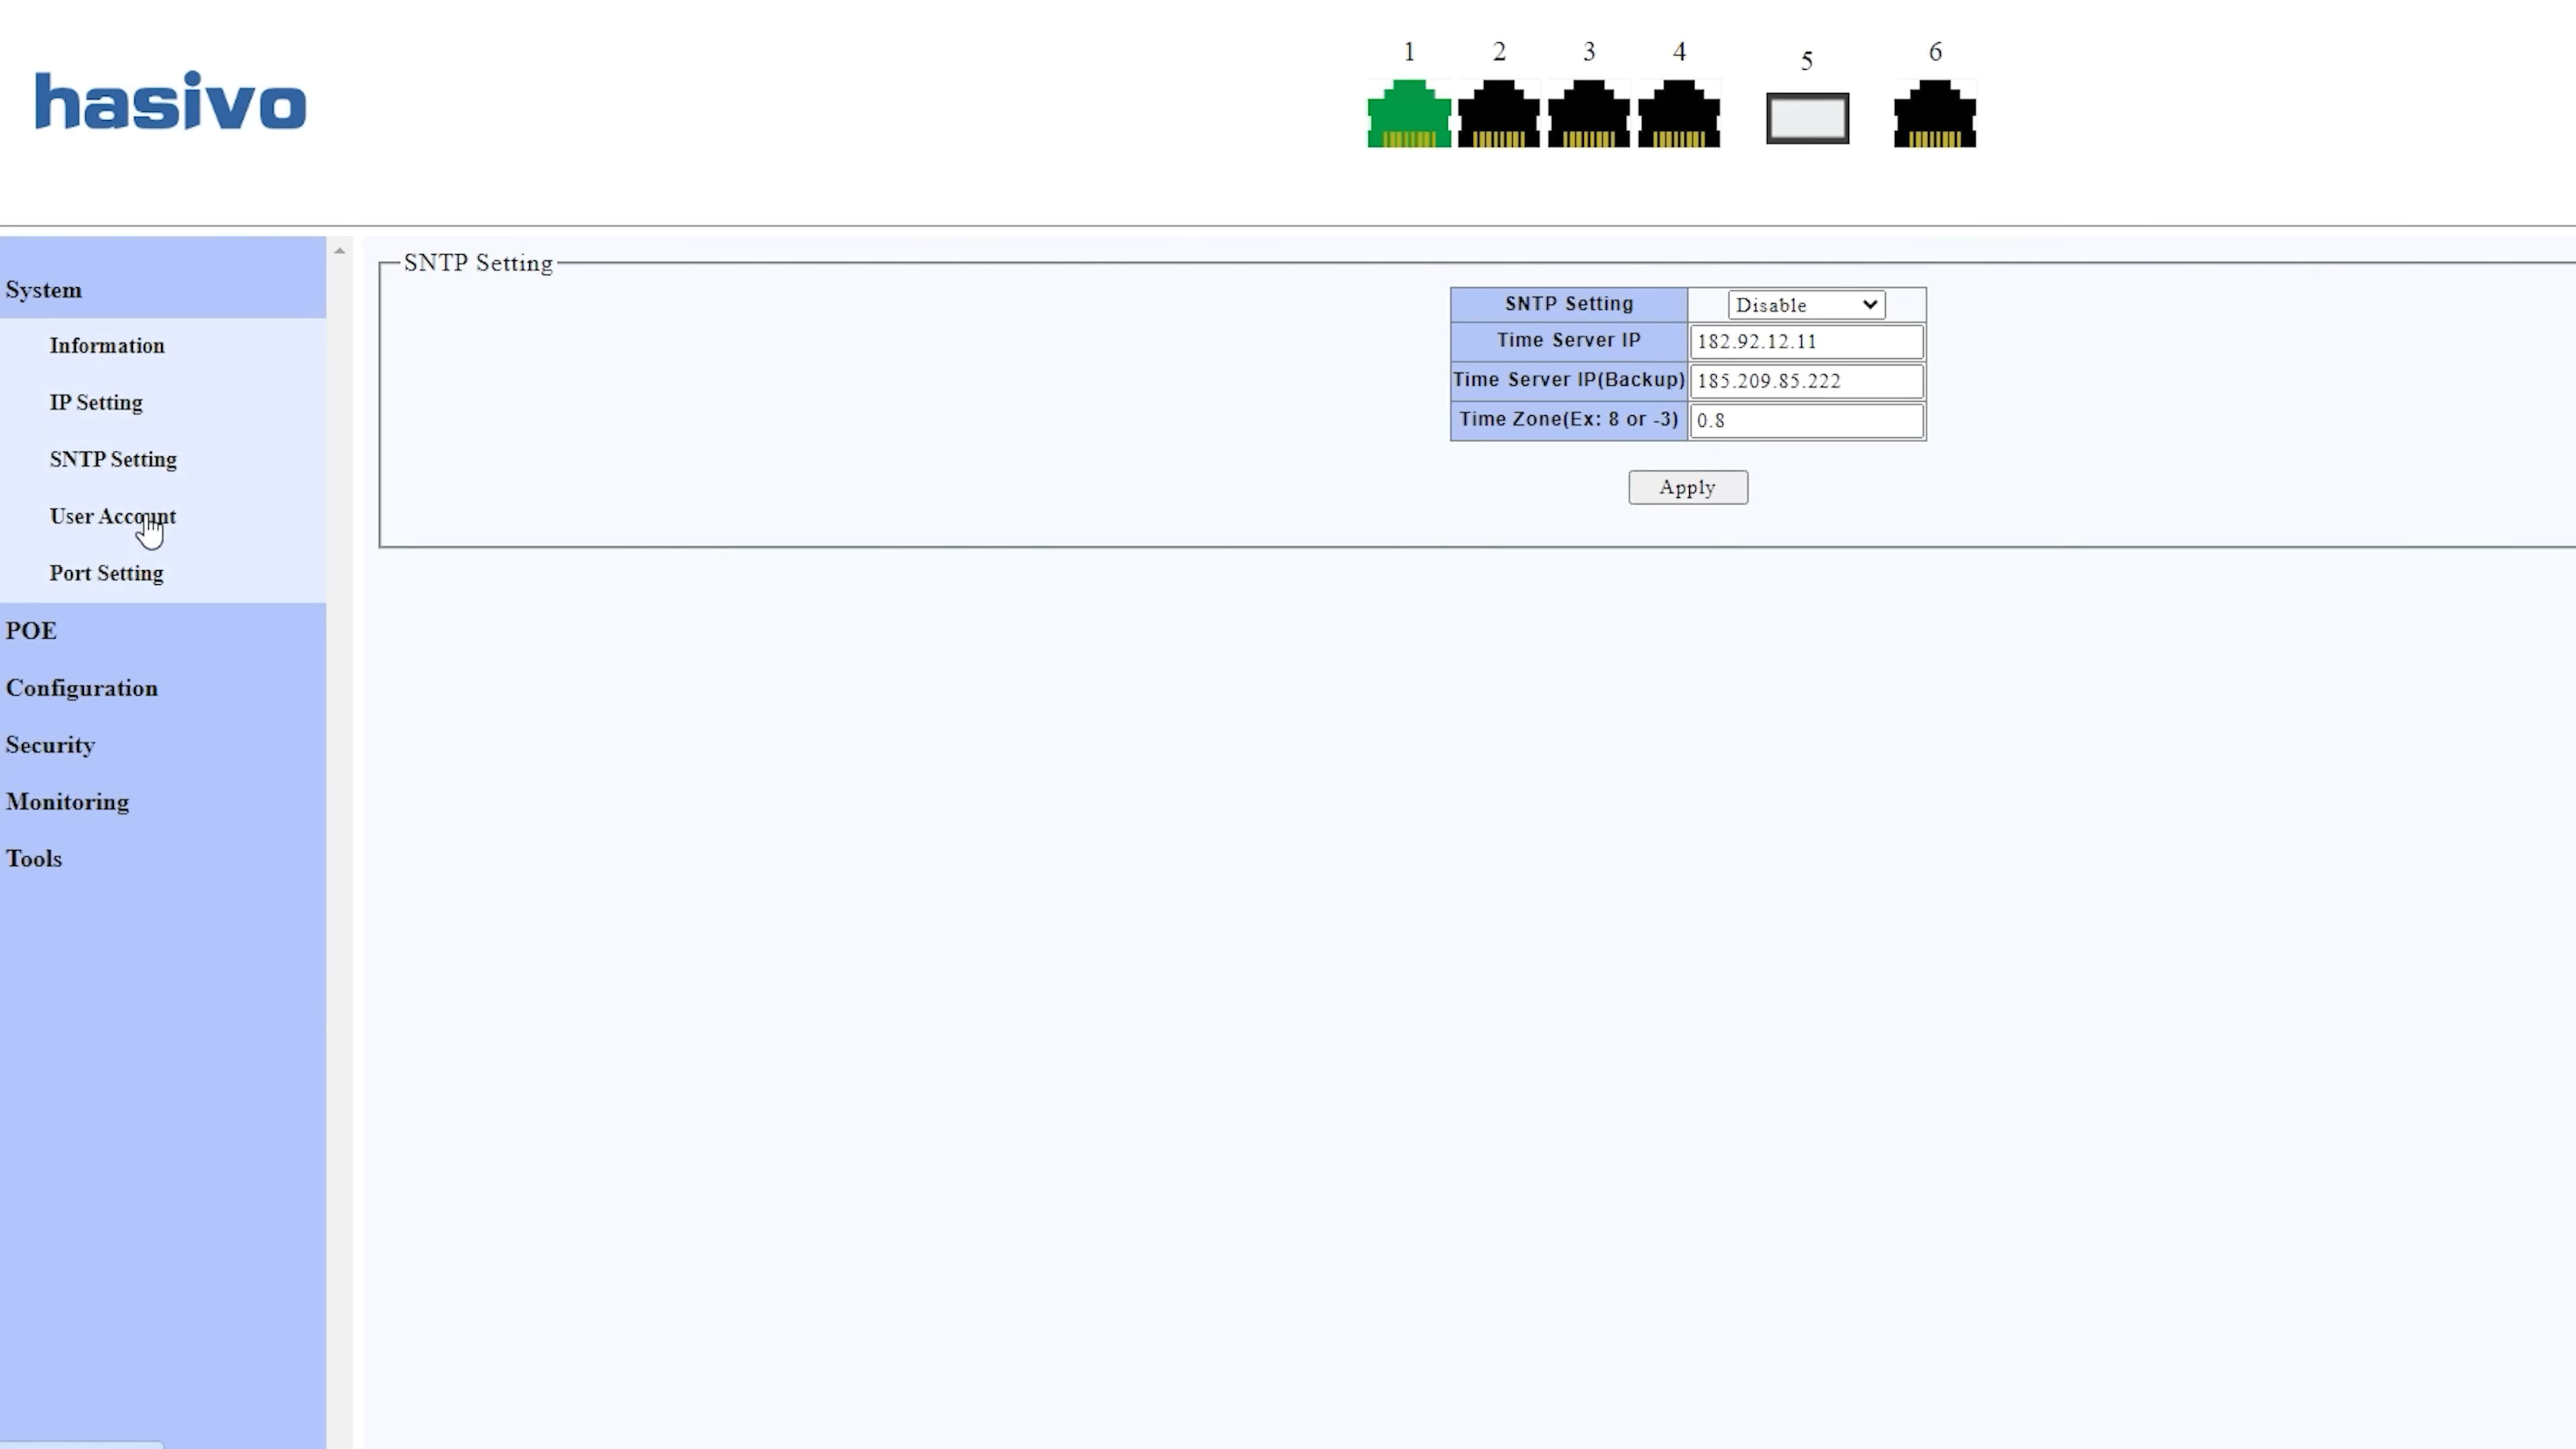 hasivo
1 2 3 4 5 6
System
Information
IP Setting
SNTP Setting
User Account
Port Setting
POE
Configuration
Security
Monitoring
Tools
SNTP Setting
SNTP Setting Disable
Time Server IP 182.92.12.11
Time Server IP(Backup) 185.209.85.222
Time Zone(Ex: 8 or -3) 0.8
Apply